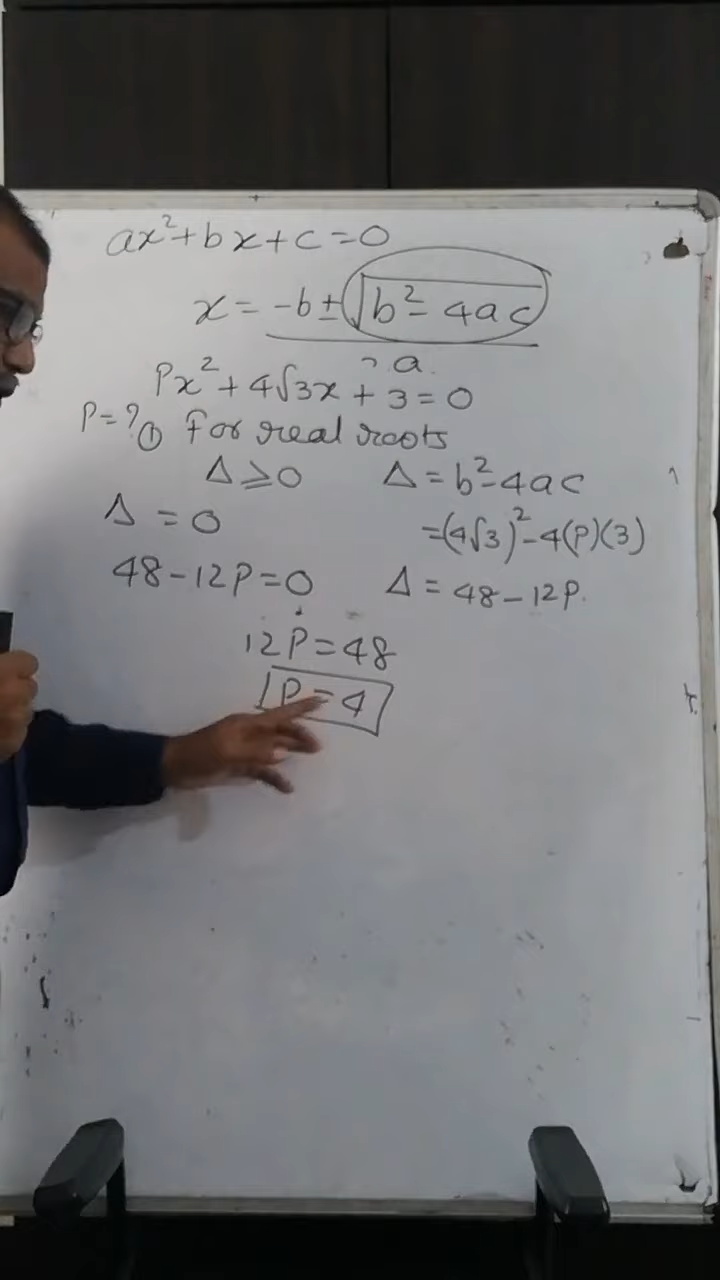 ax²+bx+c=0
x = -b±√b²-4ac
a
Px²+4√3x+3=0
P=? ① For real roots
Δ⩾0 Δ=b²-4ac
Δ=0 =(4√3)²-4(P)(3)
48-12P=0 Δ=48-12P.
12P=48
P=4